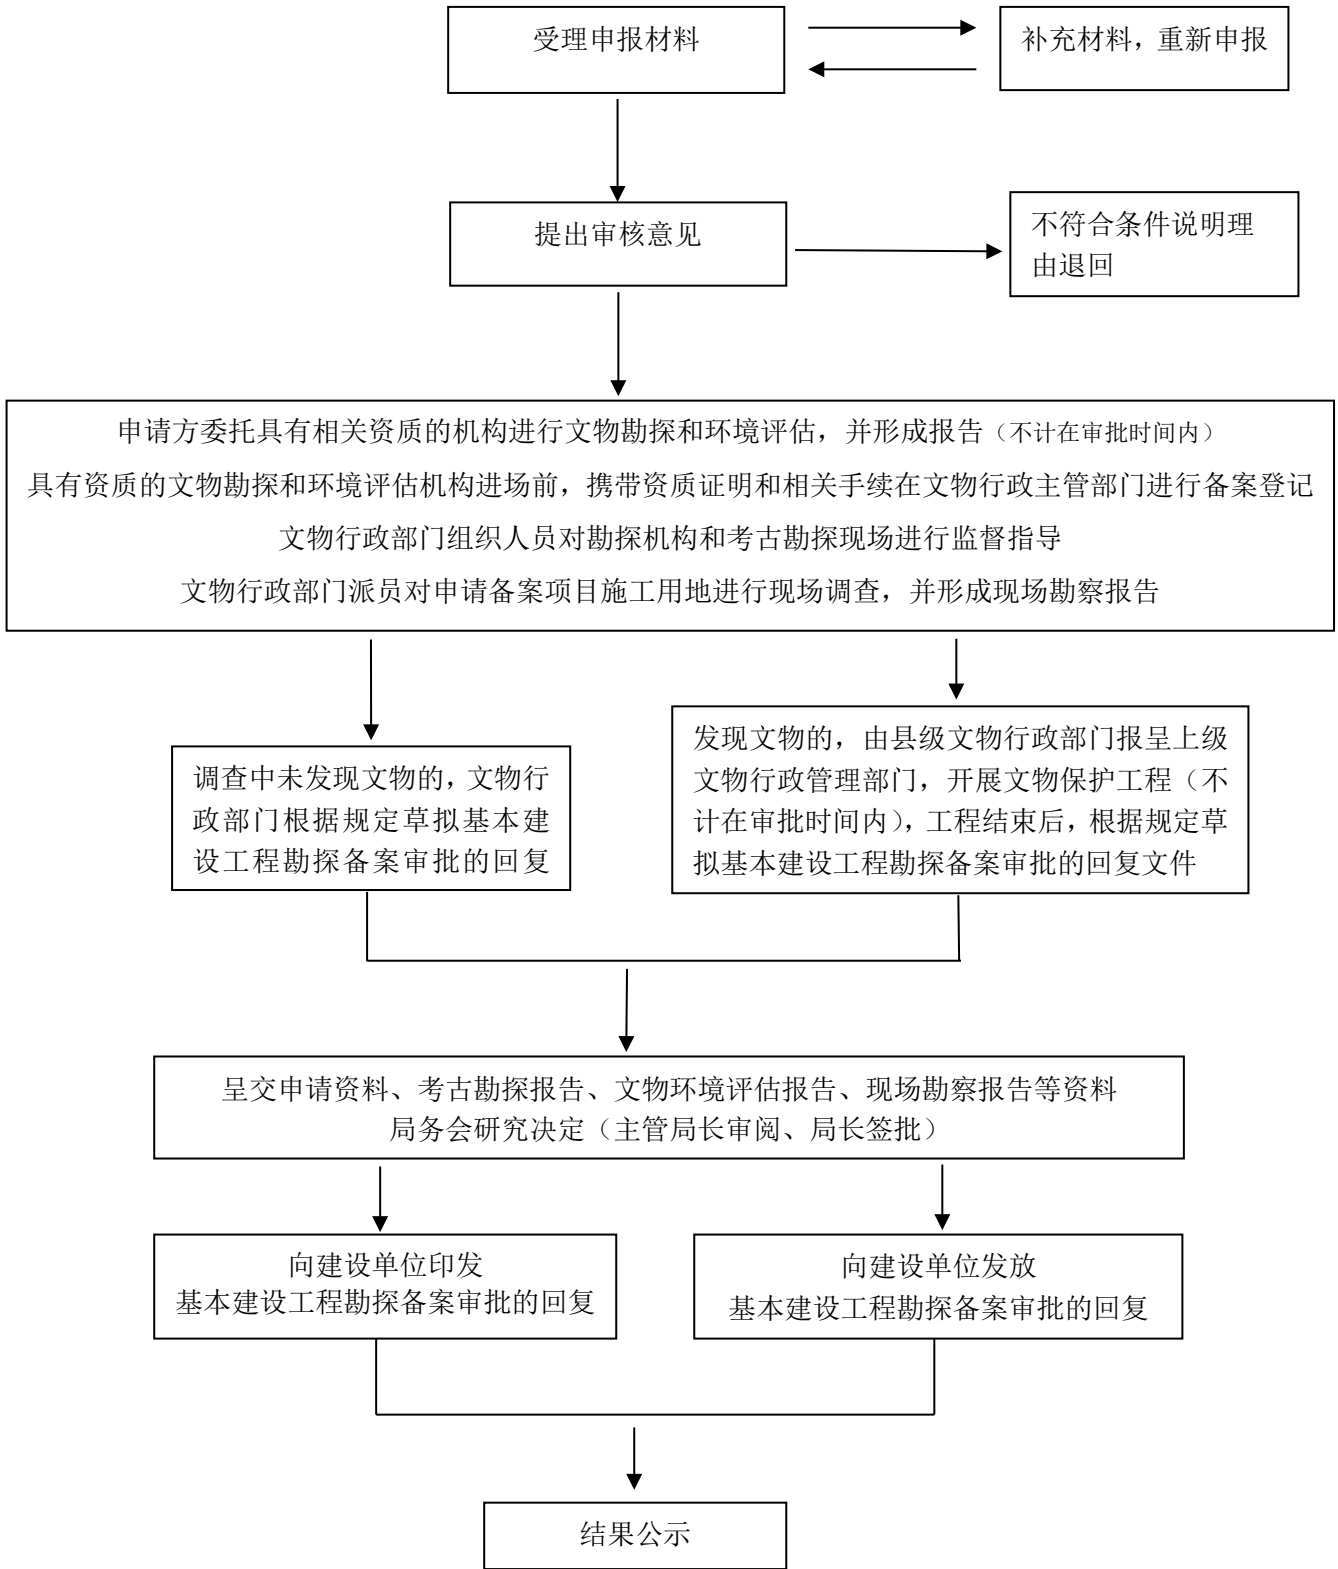 受理申报材料
补充材料，重新申报
提出审核意见
不符合条件说明理
由退回
申请方委托具有相关资质的机构进行文物勘探和环境评估，并形成报告（不计在审批时间内）
具有资质的文物勘探和环境评估机构进场前，携带资质证明和相关手续在文物行政主管部门进行备案登记
文物行政部门组织人员对勘探机构和考古勘探现场进行监督指导
文物行政部门派员对申请备案项目施工用地进行现场调查，并形成现场勘察报告
调查中未发现文物的，文物行
政部门根据规定草拟基本建
设工程勘探备案审批的回复
发现文物的，由县级文物行政部门报呈上级
文物行政管理部门，开展文物保护工程（不
计在审批时间内），工程结束后，根据规定草
拟基本建设工程勘探备案审批的回复文件
呈交申请资料、考古勘探报告、文物环境评估报告、现场勘察报告等资料
局务会研究决定（主管局长审阅、局长签批）
向建设单位印发
基本建设工程勘探备案审批的回复
向建设单位发放
基本建设工程勘探备案审批的回复
结果公示